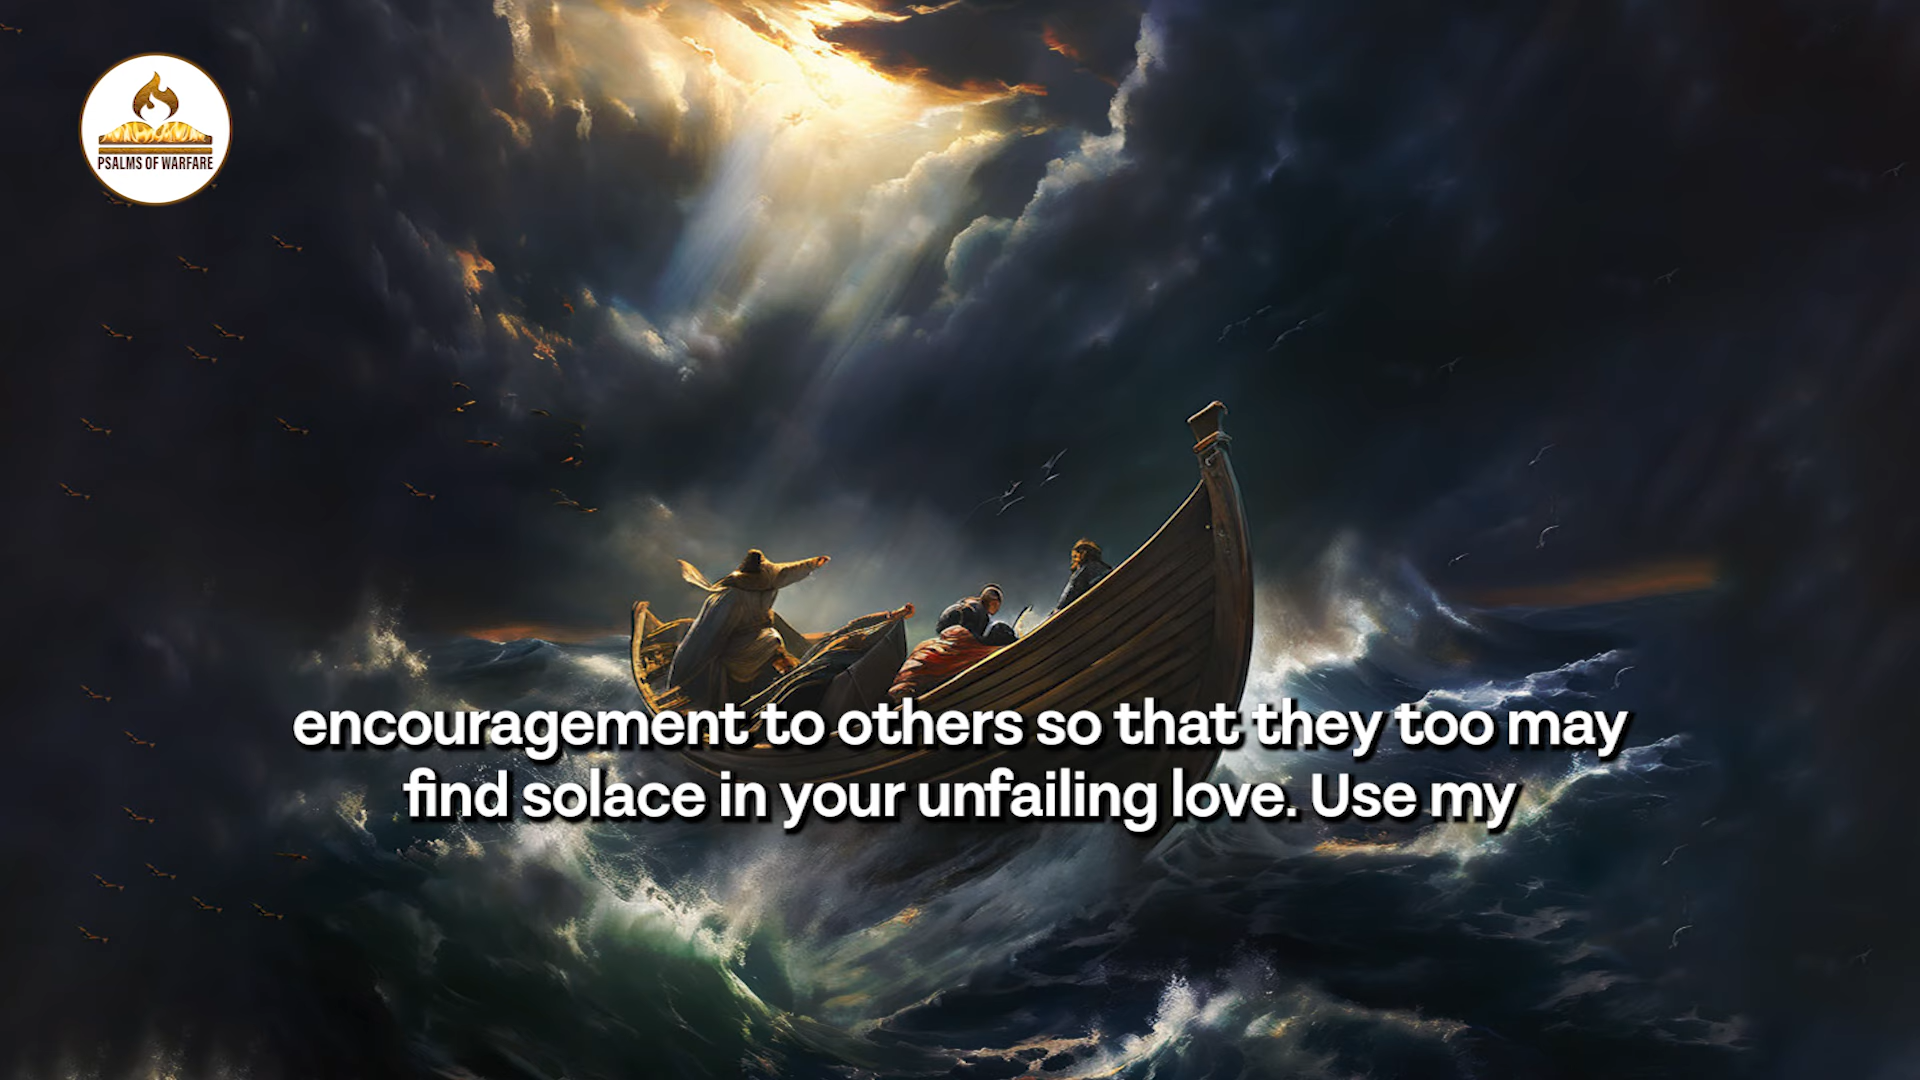 PSALMS OF WARFARE
encouragement to others so that they too may
find solace in your unfailing love. Use my